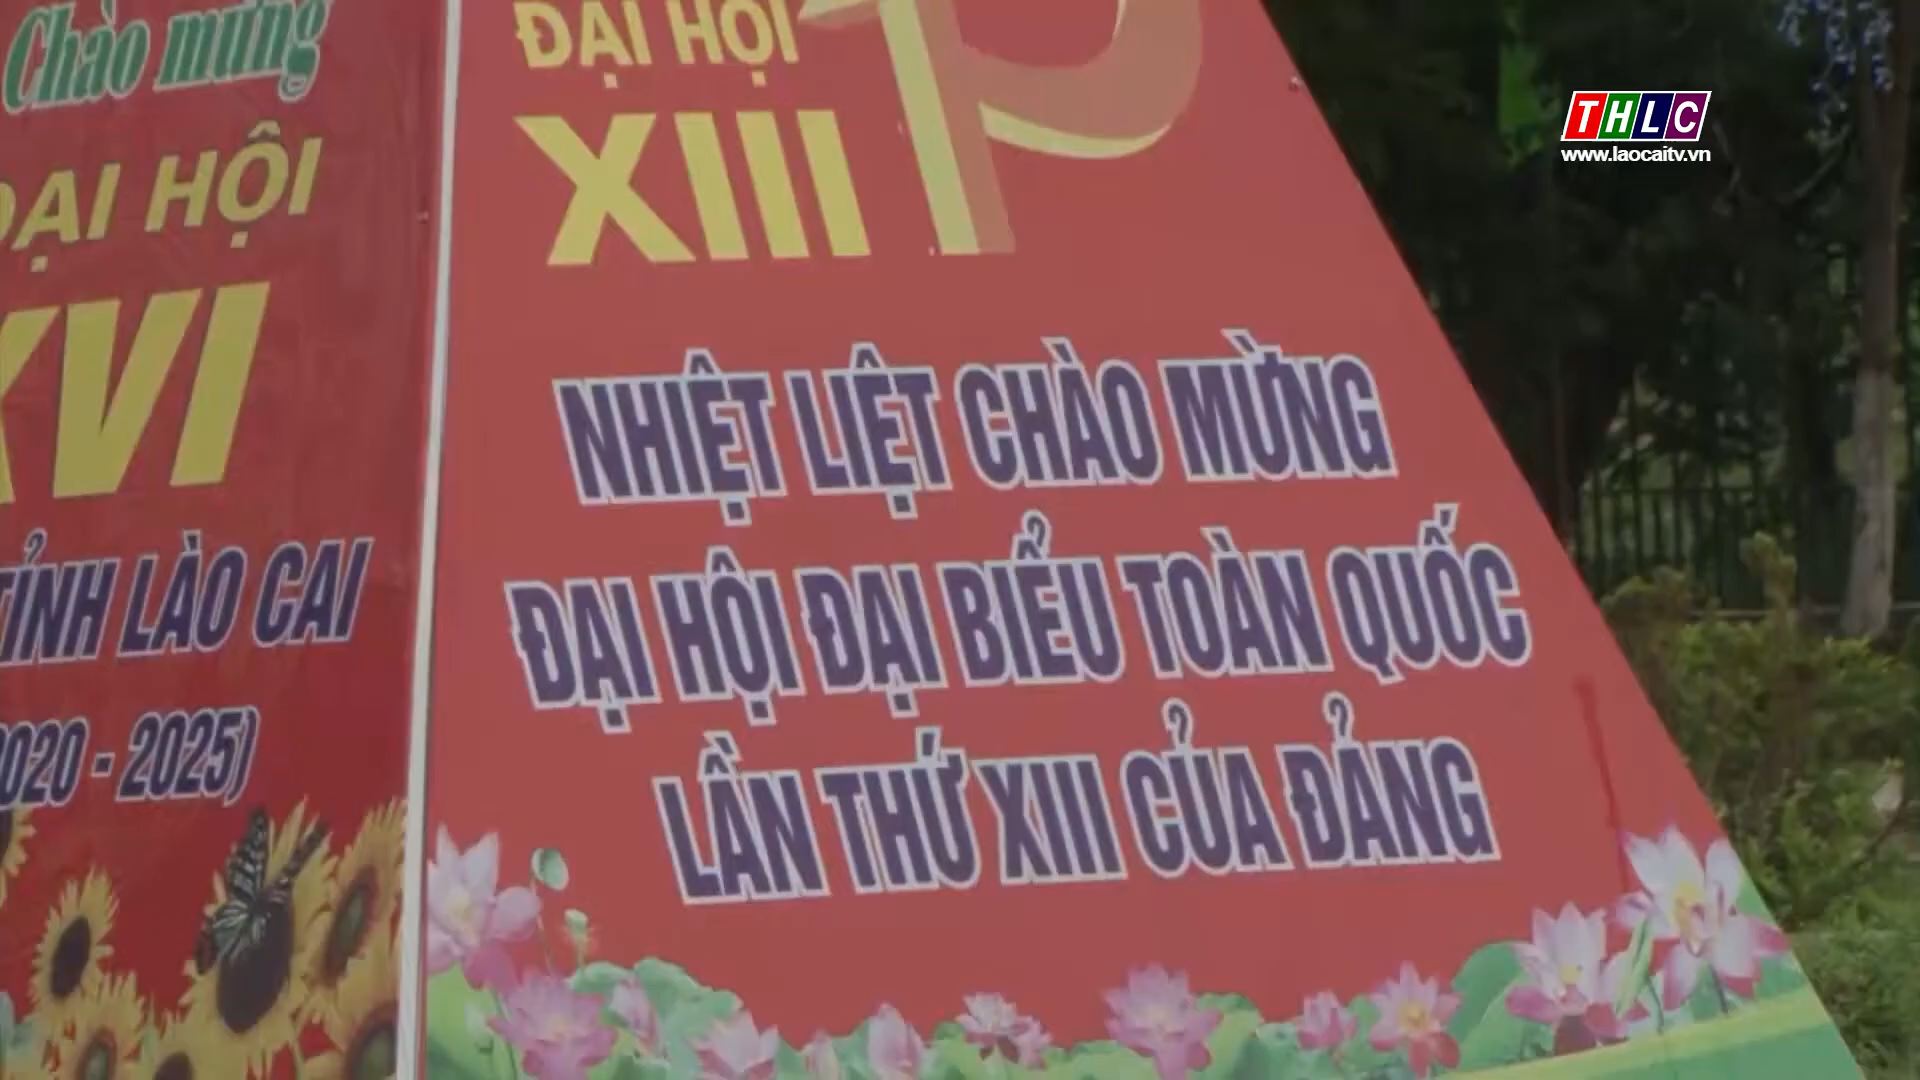 Chào mừng
ĐẠI HỘI
XVI
TỈNH LÀO CAI
2020 - 2025)
ĐẠI HỘI
XIII
NHIỆT LIỆT CHÀO MỪNG
ĐẠI HỘI ĐẠI BIỂU TOÀN QUỐC
LẦN THỨ XIII CỦA ĐẢNG
THLC
www.laocaitv.vn